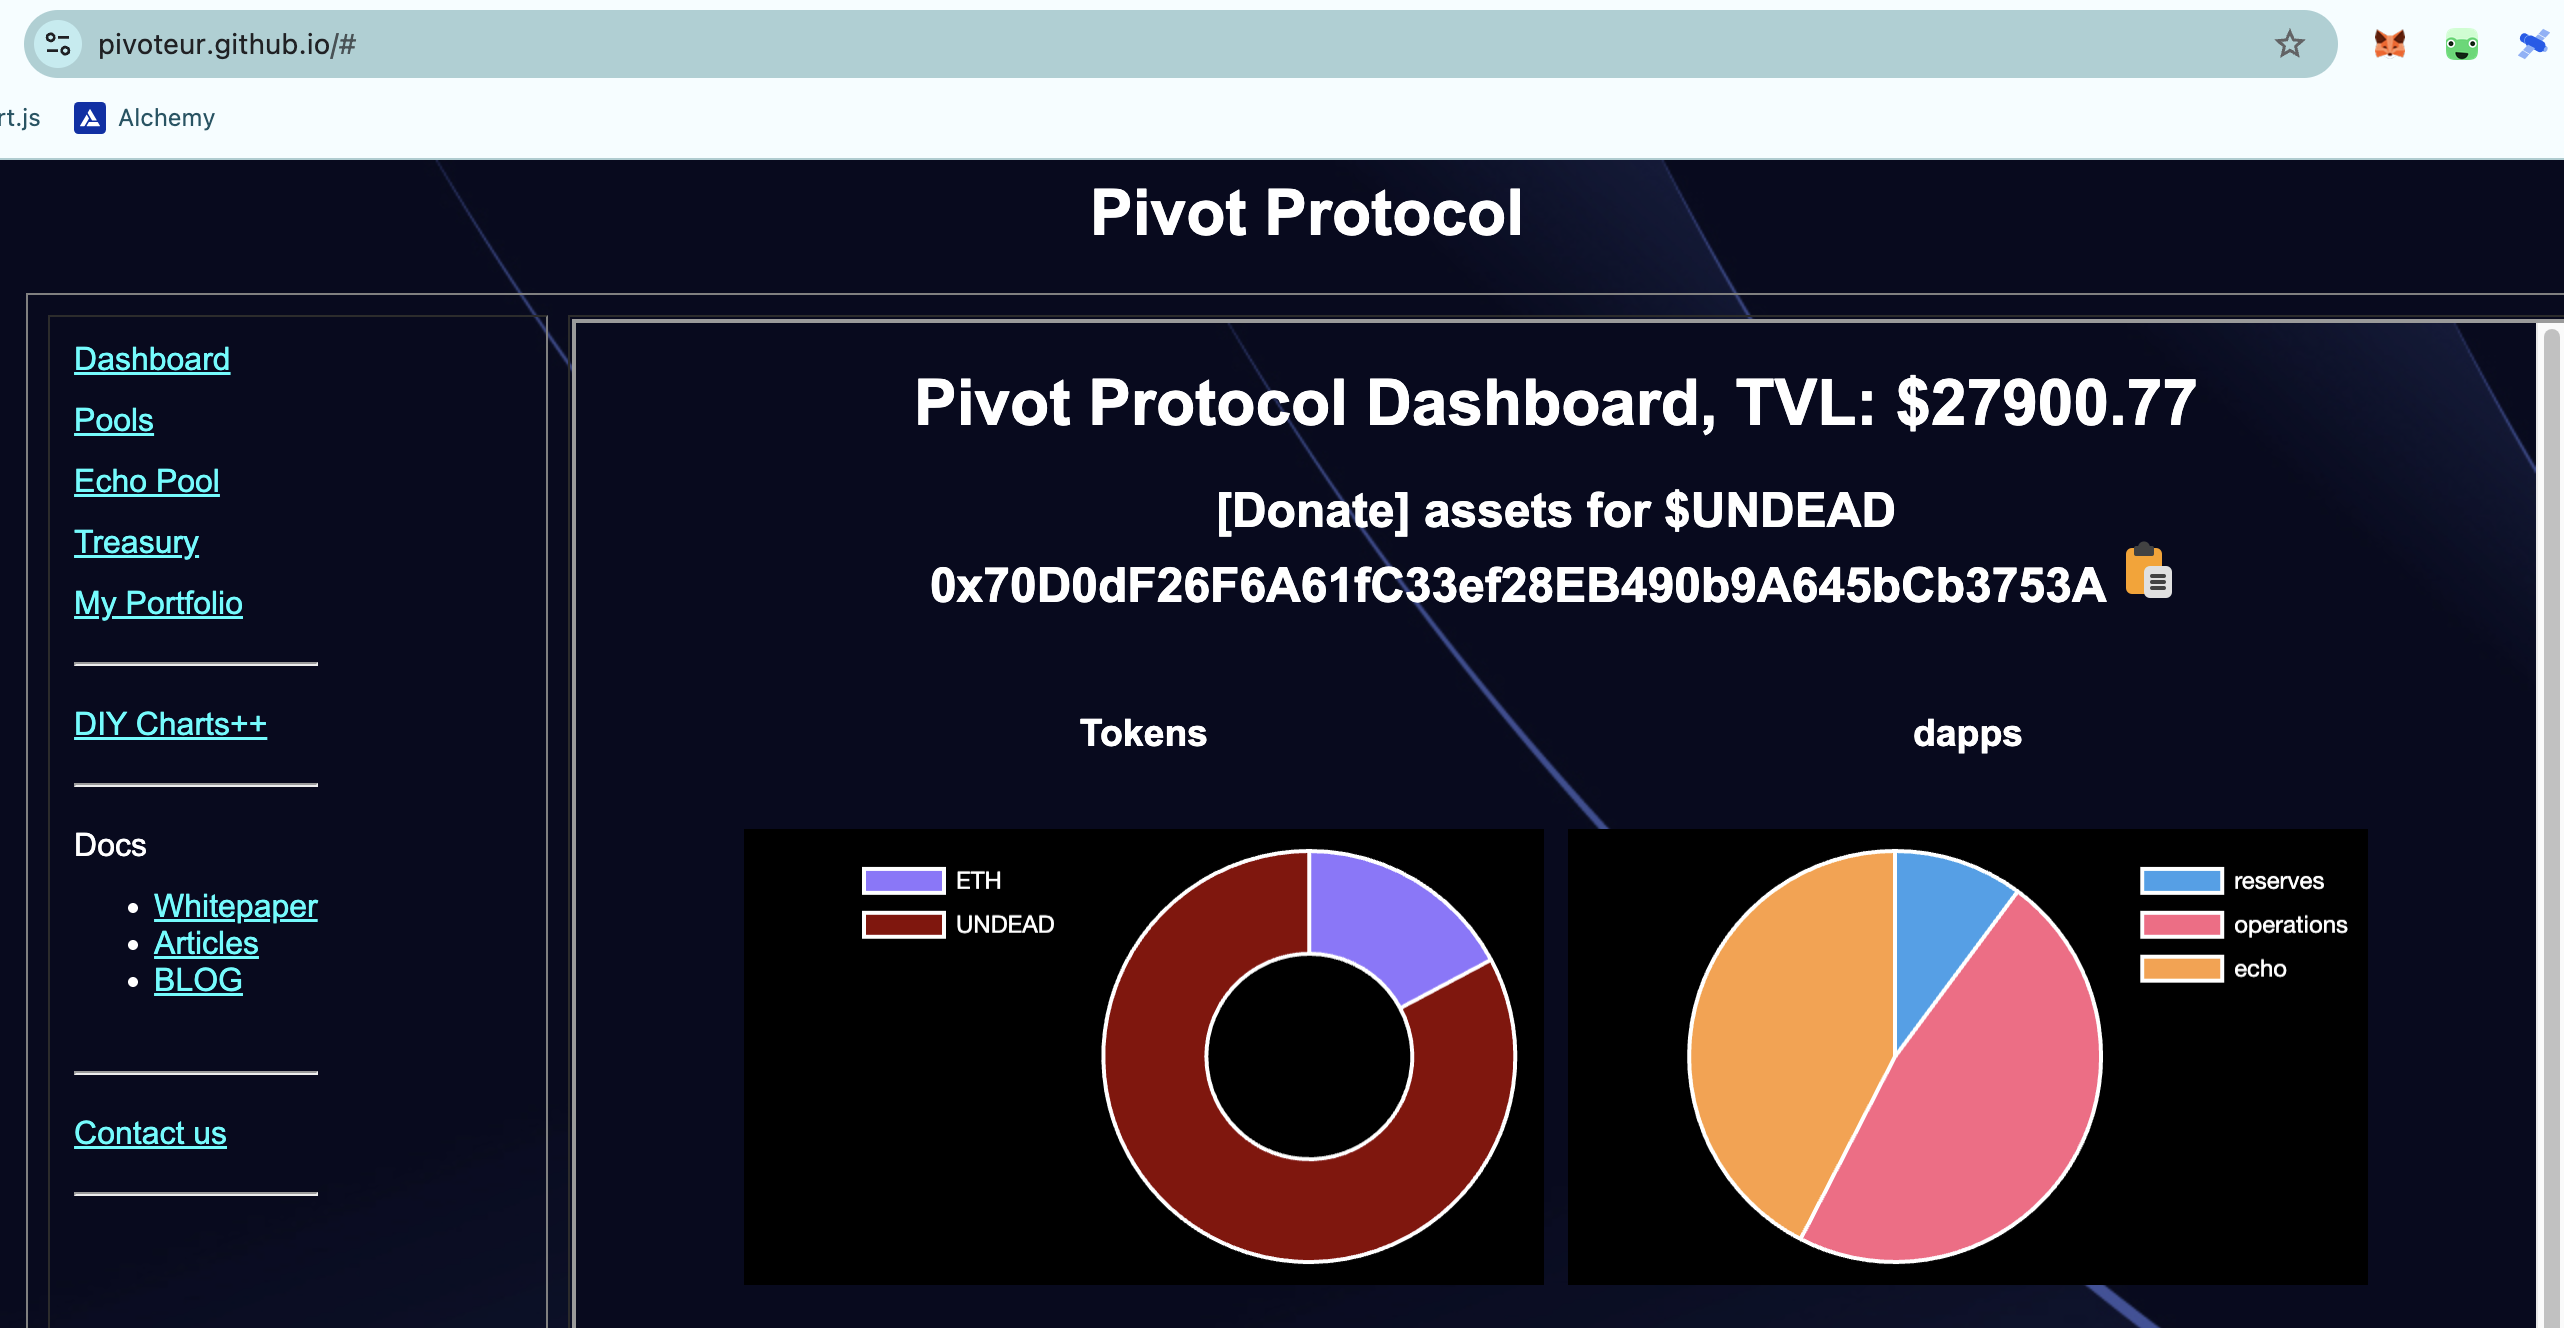 pivoteur.github.io/#
rt.js
Alchemy
Pivot Protocol
Dashboard
Pools
Echo Pool
Treasury
My Portfolio
DIY Charts++
Docs
Whitepaper
Articles
BLOG
Contact us
Pivot Protocol Dashboard, TVL: $27900.77
[Donate] assets for $UNDEAD
0x70D0dF26F6A61fC33ef28EB490b9A645bCb3753A
Tokens
ETH
UNDEAD
dapps
reserves
operations
echo